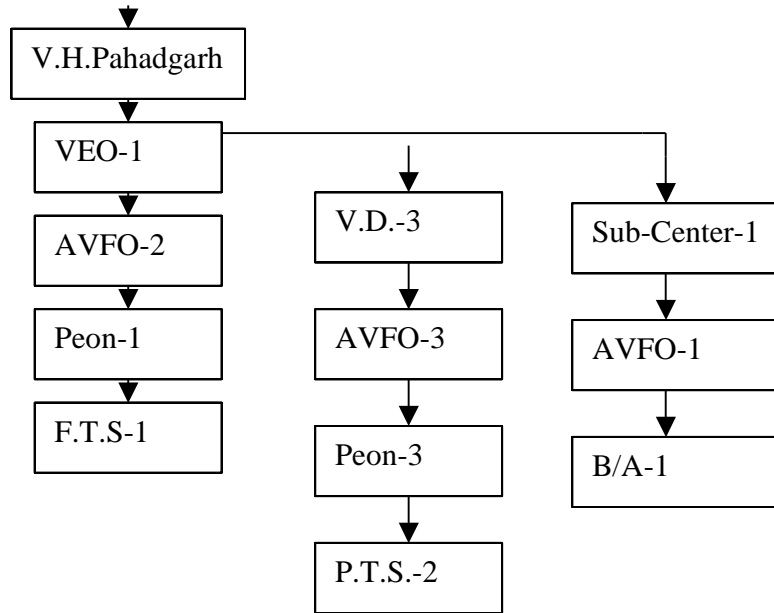 V.H.Pahadgarh
VEO-1
AVFO-2
Peon-1
F.T.S-1
V.D.-3
AVFO-3
Peon-3
P.T.S.-2
Sub-Center-1
AVFO-1
B/A-1